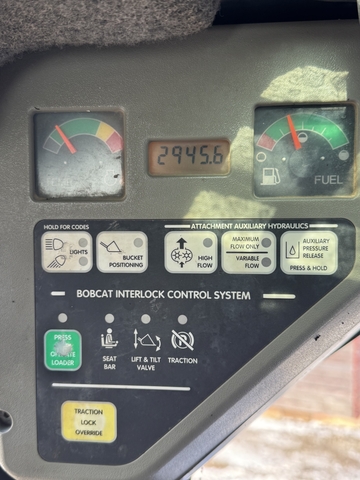 2945.6
FUEL
HOLD FOR CODES
ATTACHMENT AUXILIARY HYDRAULICS
LIGHTS
BUCKET
POSITIONING
HIGH
FLOW
MAXIMUM
FLOW ONLY
VARIABLE
FLOW
AUXILIARY
PRESSURE
RELEASE
PRESS & HOLD
BOBCAT INTERLOCK CONTROL SYSTEM
PRESS
LOADER
SEAT
BAR
LIFT & TILT
VALVE
TRACTION
TRACTION
LOCK
OVERRIDE